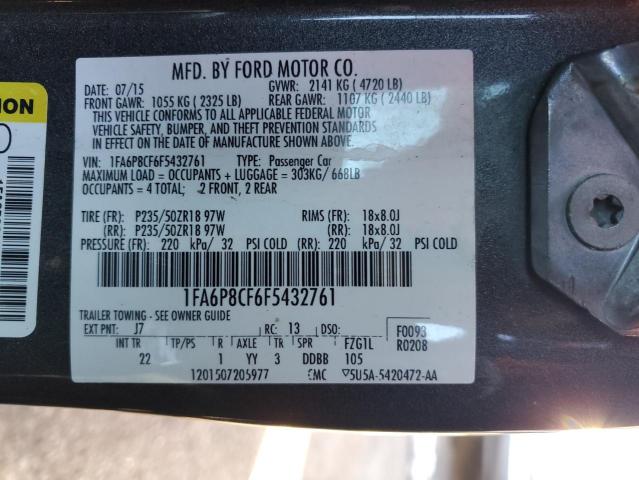 MFD. BY FORD MOTOR CO.
DATE: 07/15 GVWR: 2141 KG ( 4720 LB)
FRONT GAWR: 1055 KG ( 2325 LB) REAR GAWR: 1107 KG ( 2440 LB)
THIS VEHICLE CONFORMS TO ALL APPLICABLE FEDERAL MOTOR
VEHICLE SAFETY, BUMPER, AND THEFT PREVENTION STANDARDS
IN EFFECT ON THE DATE OF MANUFACTURE SHOWN ABOVE.
VIN: 1FA6P8CF6F5432761 TYPE: Passenger Car
MAXIMUM LOAD = OCCUPANTS + LUGGAGE = 303KG/ 668LB
OCCUPANTS = 4 TOTAL; 2 FRONT, 2 REAR
TIRE (FR): P235/50ZR18 97W RIMS (FR): 18x8.0J
(RR): P235/50ZR18 97W (RR): 18x8.0J
PRESSURE (FR): 220 kPa/ 32 PSI COLD (RR): 220 kPa/ 32 PSI COLD
1FA6P8CF6F5432761
TRAILER TOWING - SEE OWNER GUIDE
EXT PNT: J7 RC: 13 DSO: F0093
INT TR TP/PS R AXLE TR SPR FZG1L R0208
22 1 YY 3 DDBB 105
1201507205977 EMC 5U5A-5420472-AA